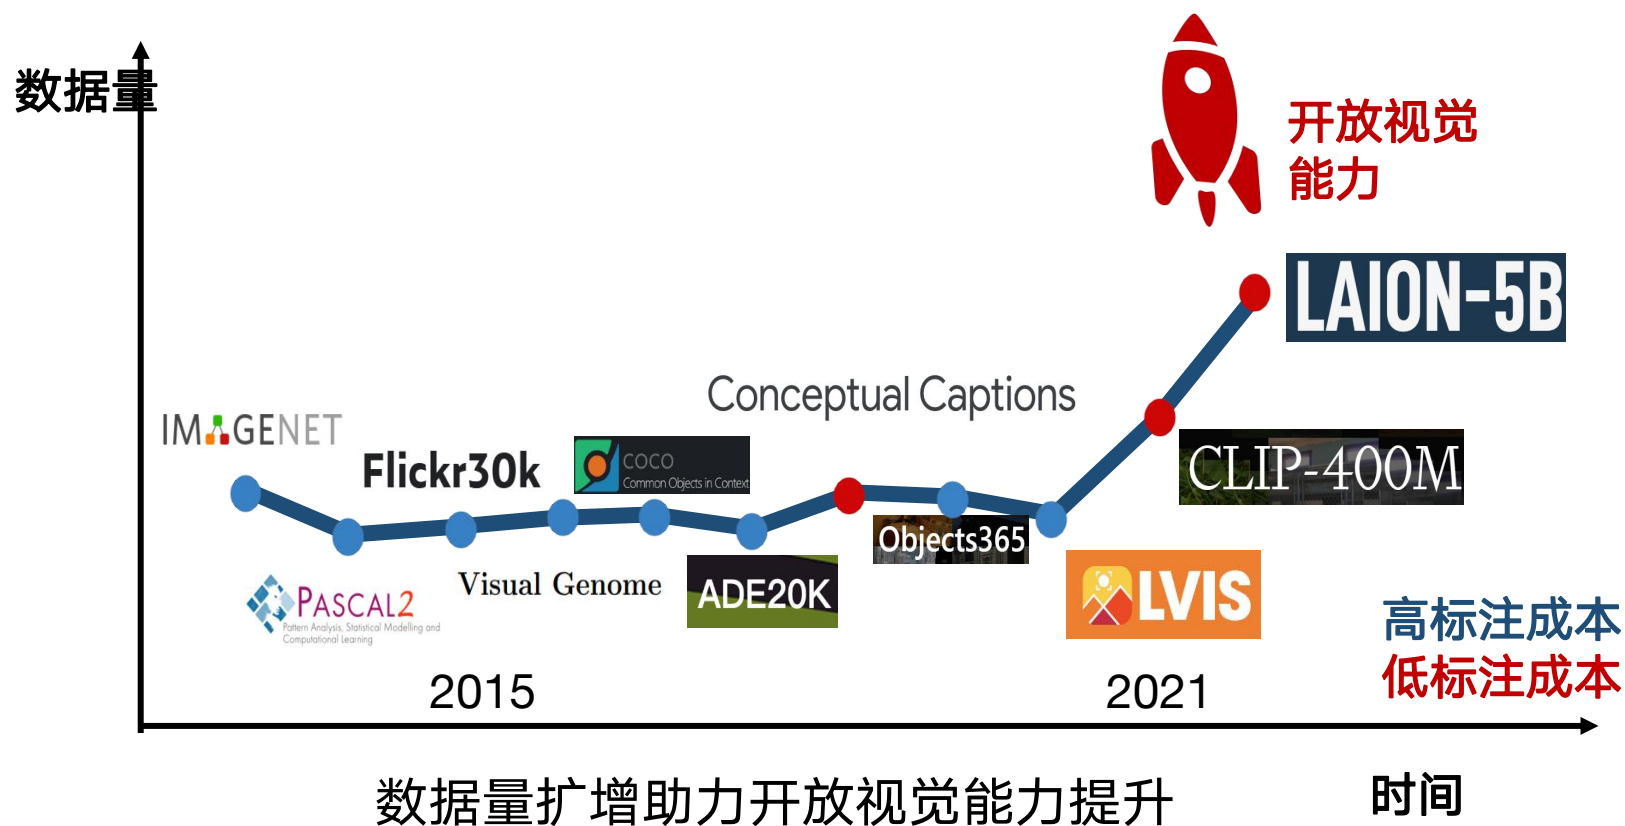 数据量
开放视觉
能力
LAION-5B
Conceptual Captions
IMAGENET
Flickr30k
COCO
Common Objects in Context
CLIP-400M
Objects365
PASCAL2
Pattern Analysis, Statistical Modelling and
Computational Learning
Visual Genome
ADE20K
LVIS
高标注成本
低标注成本
2015
2021
数据量扩增助力开放视觉能力提升
时间